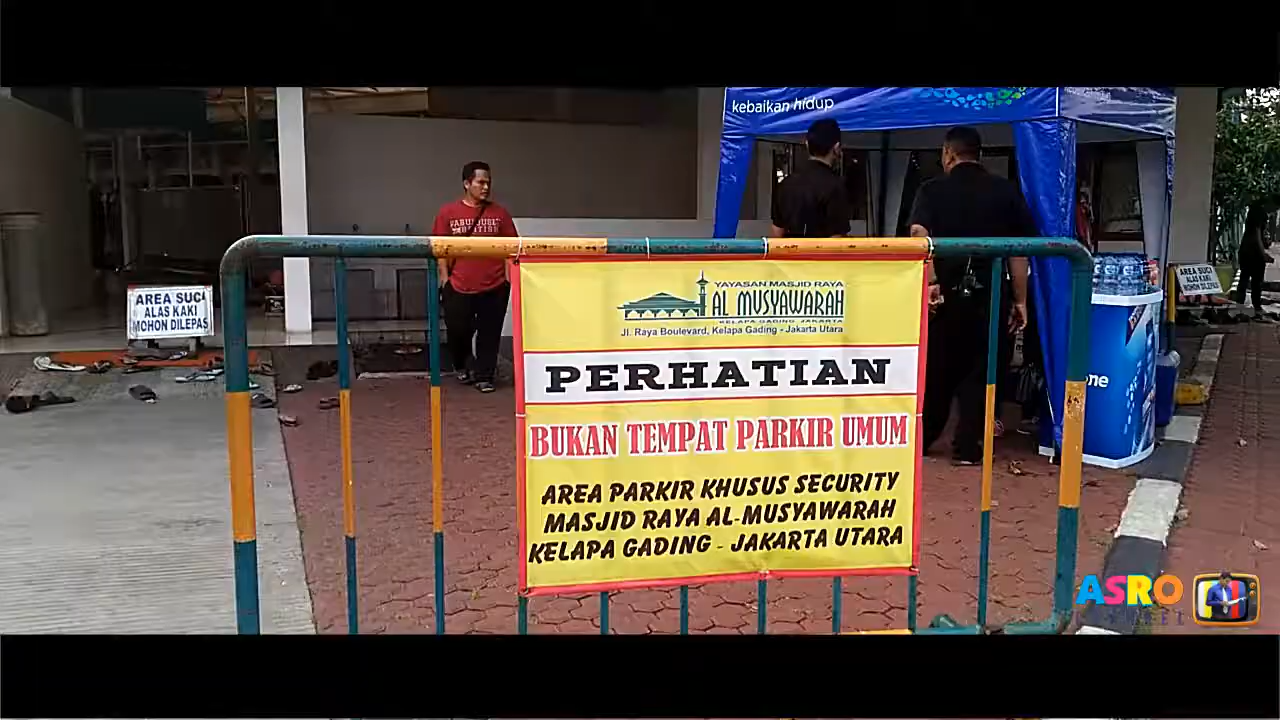 kebaikan hidup
AREA SUCI
ALAS KAKI
MOHON DILEPAS
AREA SUCI
ALAS KAKI
MOHON DILEPAS
YAYASAN MASJID RAYA
AL MUSYAWARAH
KELAPA GADING - JAKARTA
Jl. Raya Boulevard, Kelapa Gading - Jakarta Utara
PERHATIAN
BUKAN TEMPAT PARKIR UMUM
AREA PARKIR KHUSUS SECURITY
MASJID RAYA AL-MUSYAWARAH
KELAPA GADING - JAKARTA UTARA
ne
ASRO
CHANNEL